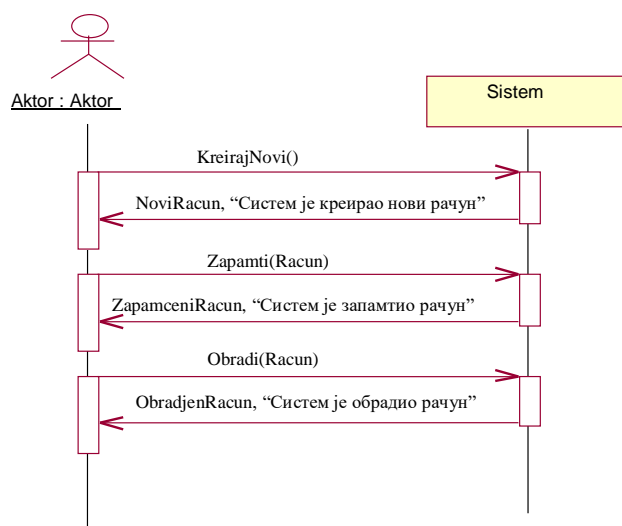 Aktor : Aktor
Sistem
KreirajNovi()
NoviRacun, “Систем је креирао нови рачун”
Zapamti(Racun)
ZapamceniRacun, “Систем је запамтио рачун”
Obradi(Racun)
ObradjenRacun, “Систем је обрадио рачун”